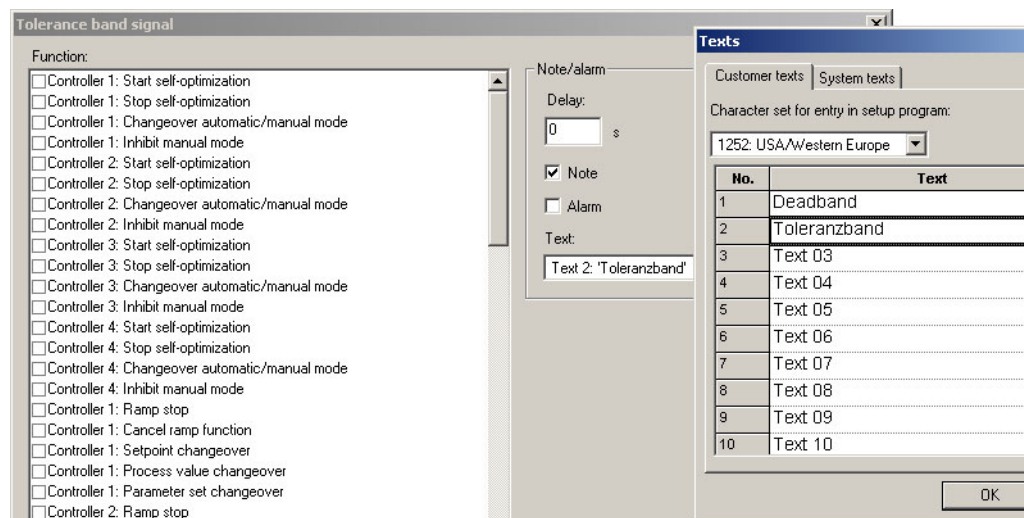 Tolerance band signal
Function:
Controller 1: Start self-optimization
Controller 1: Stop self-optimization
Controller 1: Changeover automatic/manual mode
Controller 1: Inhibit manual mode
Controller 2: Start self-optimization
Controller 2: Stop self-optimization
Controller 2: Changeover automatic/manual mode
Controller 2: Inhibit manual mode
Controller 3: Start self-optimization
Controller 3: Stop self-optimization
Controller 3: Changeover automatic/manual mode
Controller 3: Inhibit manual mode
Controller 4: Start self-optimization
Controller 4: Stop self-optimization
Controller 4: Changeover automatic/manual mode
Controller 4: Inhibit manual mode
Controller 1: Ramp stop
Controller 1: Cancel ramp function
Controller 1: Setpoint changeover
Controller 1: Process value changeover
Controller 1: Parameter set changeover
Controller 2: Ramp stop
Note/alarm
Delay:
0 s
Note
Alarm
Text:
Text 2: 'Toleranzband'
Texts
Customer texts System texts
Character set for entry in setup program:
1252: USA/Western Europe
No. Text
1 Deadband
2 Toleranzband
3 Text 03
4 Text 04
5 Text 05
6 Text 06
7 Text 07
8 Text 08
9 Text 09
10 Text 10
OK